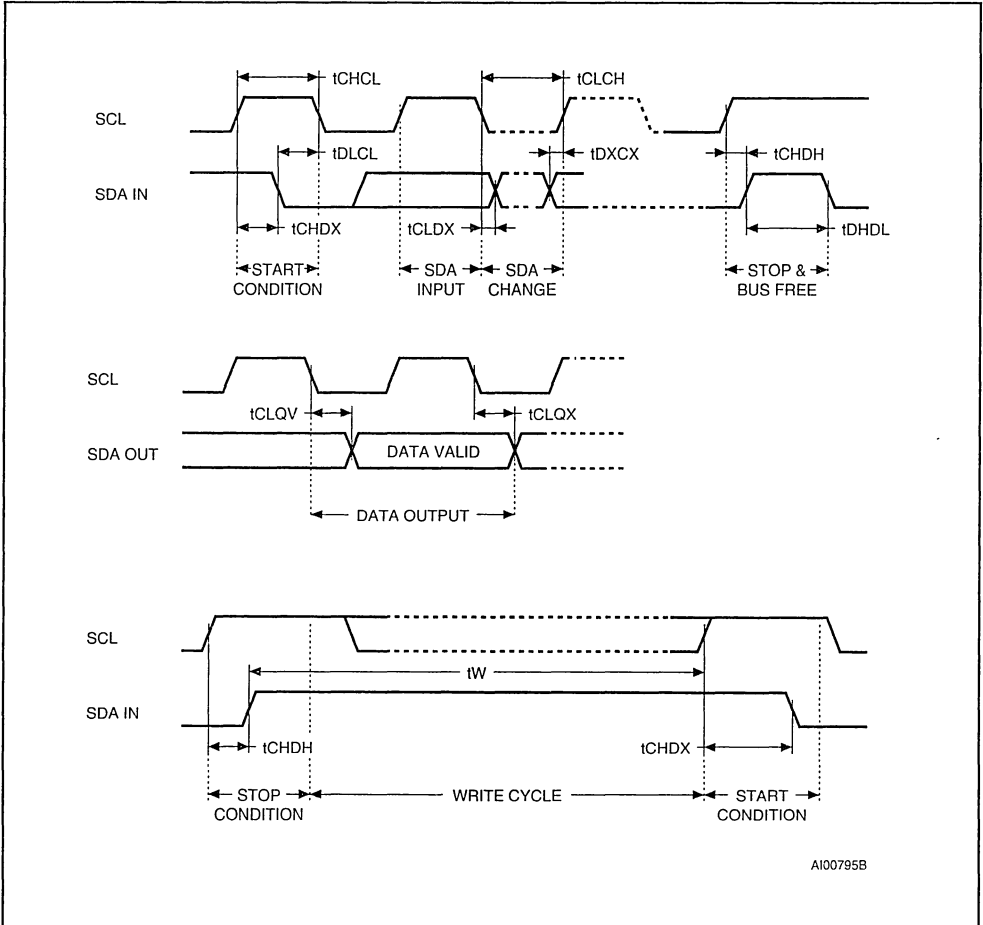 tCHCL
tCLCH
SCL
tDLCL
tDXCX
tCHDH
SDA IN
tCHDX
tCLDX
tDHDL
START
CONDITION
SDA
INPUT
SDA
CHANGE
STOP &
BUS FREE
SCL
tCLQV
tCLQX
SDA OUT
DATA VALID
DATA OUTPUT
SCL
tW
SDA IN
tCHDH
tCHDX
STOP
CONDITION
WRITE CYCLE
START
CONDITION
AI00795B